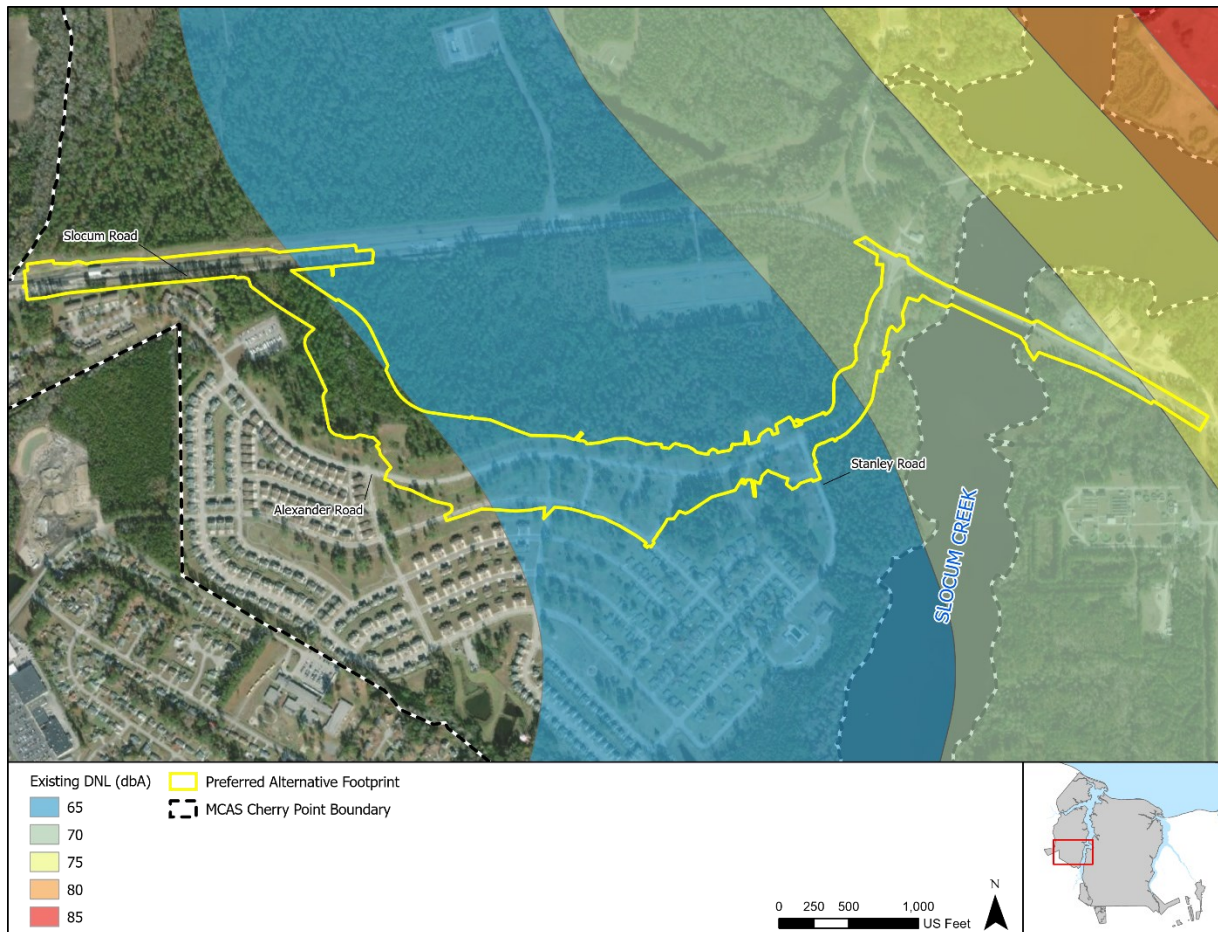 Slocum Road
Alexander Road
Stanley Road
SLOCUM CREEK
Existing DNL (dbA)
65
70
75
80
85
Preferred Alternative Footprint
MCAS Cherry Point Boundary
0 250 500 1,000
US Feet
N